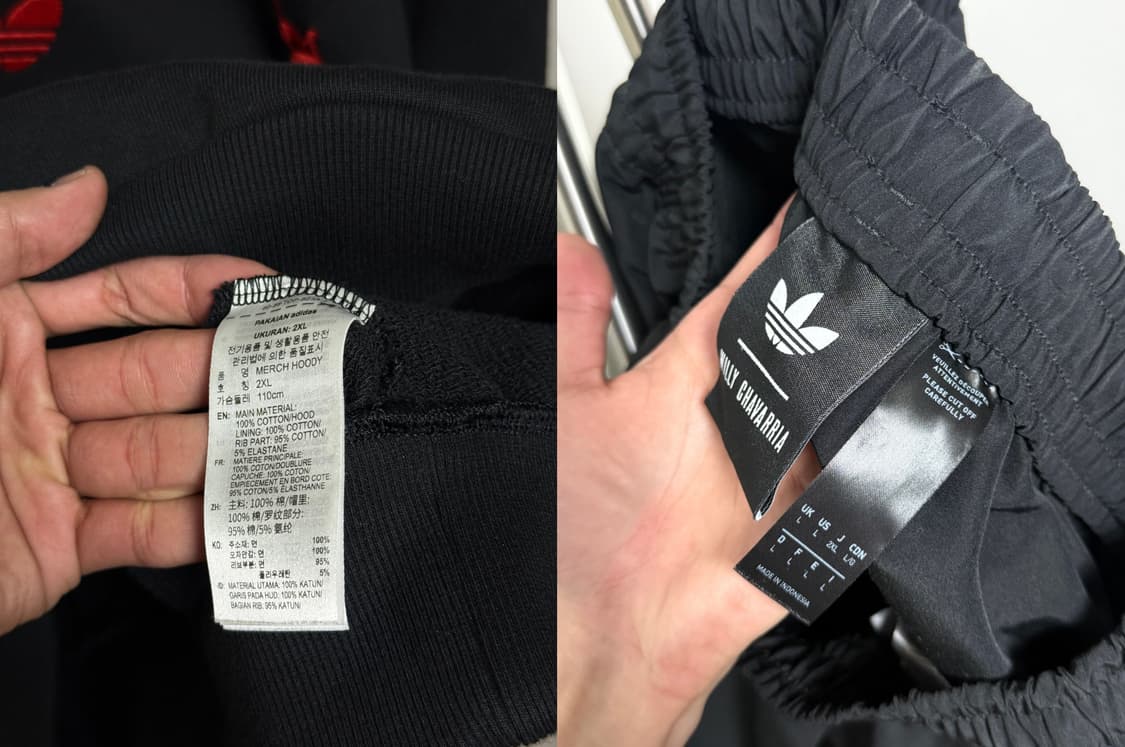 PAKAIAN adidas
UKURAN: 2XL
전기용품 및 생활용품 안전
관리법에 의한 품질표시
품 명 MERCH HOODY
호 칭 2XL
가슴둘레 110cm
EN: MAIN MATERIAL:
100% COTTON/HOOD
LINING: 100% COTTON/
RIB PART: 95% COTTON/
5% ELASTANE
FR: MATIERE PRINCIPALE:
100% COTON/DOUBLURE
CAPUCHE: 100% COTON/
EMPIECEMENT EN BORD COTE:
95% COTON/5% ELASTHANNE
ZH: 主料: 100% 棉/帽里:
100% 棉/罗纹部分:
95% 棉/5% 氨纶
KO: 주소재: 면 100%
모자안감: 면 100%
리브부분: 면 95%
폴리우레탄 5%
ID: MATERIAL UTAMA: 100% KATUN/
GARIS PADA HUD: 100% KATUN/
BAGIAN RIB: 95% KATUN/
WILLY CHAVARRIA
VEUILLEZ DÉCOUPER
ATTENTIVEMENT
PLEASE CUT OFF
CAREFULLY
UK US J CDN
L L 2XL L/G
D F E I
L L L L
MADE IN INDONESIA